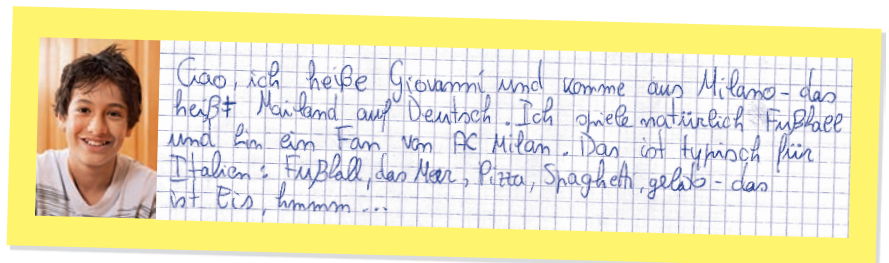 Ciao, ich heiße Giovanni und komme aus Milano - das
heißt Mailand auf Deutsch. Ich spiele natürlich Fußball
und bin ein Fan von AC Milan. Das ist typisch für
Italien: Fußball, das Meer, Pizza, Spaghetti, gelato - das
ist Eis, hmmm...